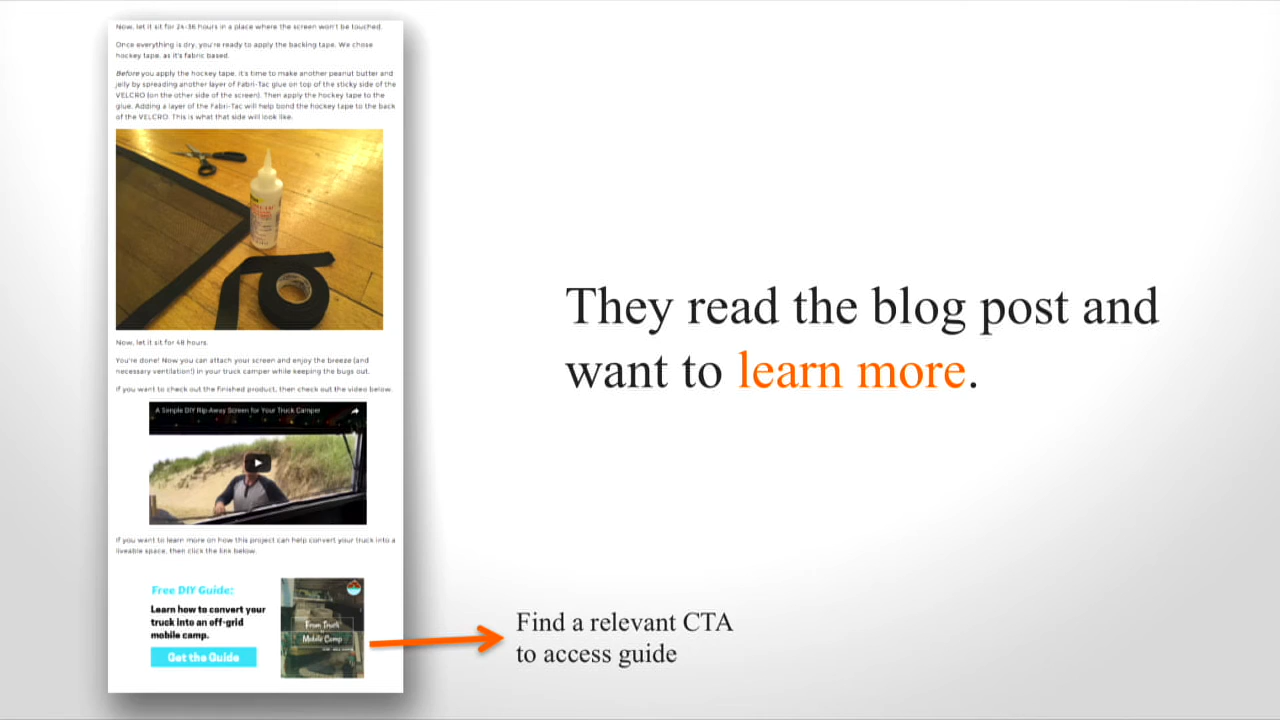 Now, let it sit for 24-36 hours in a place where the screen won't be touched.
Once everything is dry, you're ready to apply the backing tape. We chose
hockey tape, as it's fabric based.
Before you apply the hockey tape, it's time to make another peanut butter and
jelly by spreading another layer of Fabri-Tac glue on top of the sticky side of the
VELCRO (on the other side of the screen). Then apply the hockey tape to the
glue. Adding a layer of the Fabri-Tac will help bond the hockey tape to the back
of the VELCRO. This is what that side will look like.
Now, let it sit for 48 hours.
You're done! Now you can attach your screen and enjoy the breeze (and
necessary ventilation!) in your truck camper while keeping the bugs out.
If you want to check out the finished product, then check out the video below.
A Simple DIY Rip-Away Screen for Your Truck Camper
If you want to learn more on how this project can help convert your truck into a
liveable space, then click the link below.
Free DIY Guide:
Learn how to convert your
truck into an off-grid
mobile camp.
Get the Guide
From Truck
Mobile Camp
They read the blog post and
want to learn more.
Find a relevant CTA
to access guide